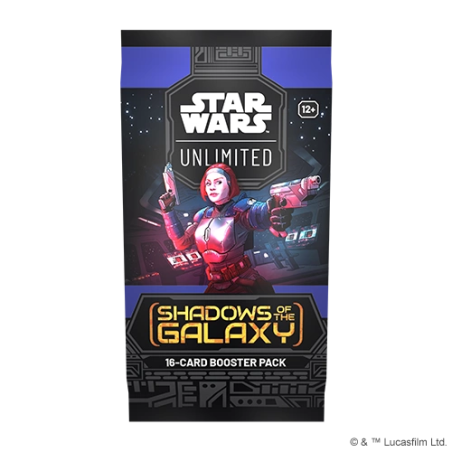 STAR
WARS
12+
UNLIMITED
SHADOWS OF THE
GALAXY
16-CARD BOOSTER PACK
© & ™ Lucasfilm Ltd.